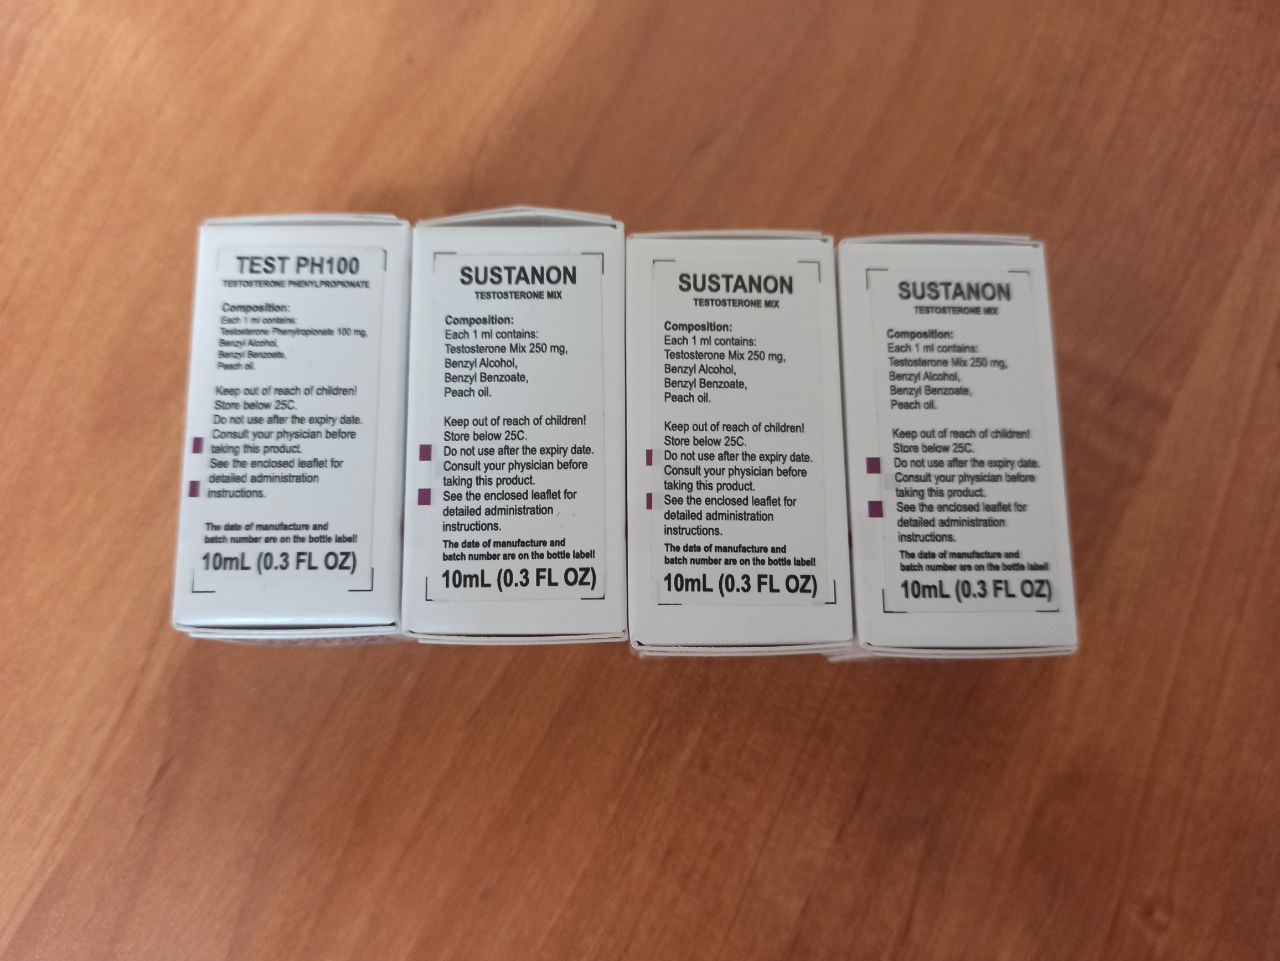 TEST PH100
TESTOSTERONE PHENYLPROPIONATE
Composition:
Each 1 ml contains:
Testosterone Phenylropionate 100 mg,
Benzyl Alcohol,
Benzyl Benzoate,
Peach oil.
Keep out of reach of children!
Store below 25C.
Do not use after the expiry date.
Consult your physician before
taking this product.
See the enclosed leaflet for
detailed administration
instructions.
The date of manufacture and
batch number are on the bottle label!
10mL (0.3 FL OZ)
SUSTANON
TESTOSTERONE MIX
Composition:
Each 1 ml contains:
Testosterone Mix 250 mg,
Benzyl Alcohol,
Benzyl Benzoate,
Peach oil.
Keep out of reach of children!
Store below 25C.
Do not use after the expiry date.
Consult your physician before
taking this product.
See the enclosed leaflet for
detailed administration
instructions.
The date of manufacture and
batch number are on the bottle label!
10mL (0.3 FL OZ)
SUSTANON
TESTOSTERONE MIX
Composition:
Each 1 ml contains:
Testosterone Mix 250 mg,
Benzyl Alcohol,
Benzyl Benzoate,
Peach oil.
Keep out of reach of children!
Store below 25C.
Do not use after the expiry date.
Consult your physician before
taking this product.
See the enclosed leaflet for
detailed administration
instructions.
The date of manufacture and
batch number are on the bottle label!
10mL (0.3 FL OZ)
SUSTANON
TESTOSTERONE MIX
Composition:
Each 1 ml contains:
Testosterone Mix 250 mg,
Benzyl Alcohol,
Benzyl Benzoate,
Peach oil.
Keep out of reach of children!
Store below 25C.
Do not use after the expiry date.
Consult your physician before
taking this product.
See the enclosed leaflet for
detailed administration
instructions.
The date of manufacture and
batch number are on the bottle label!
10mL (0.3 FL OZ)